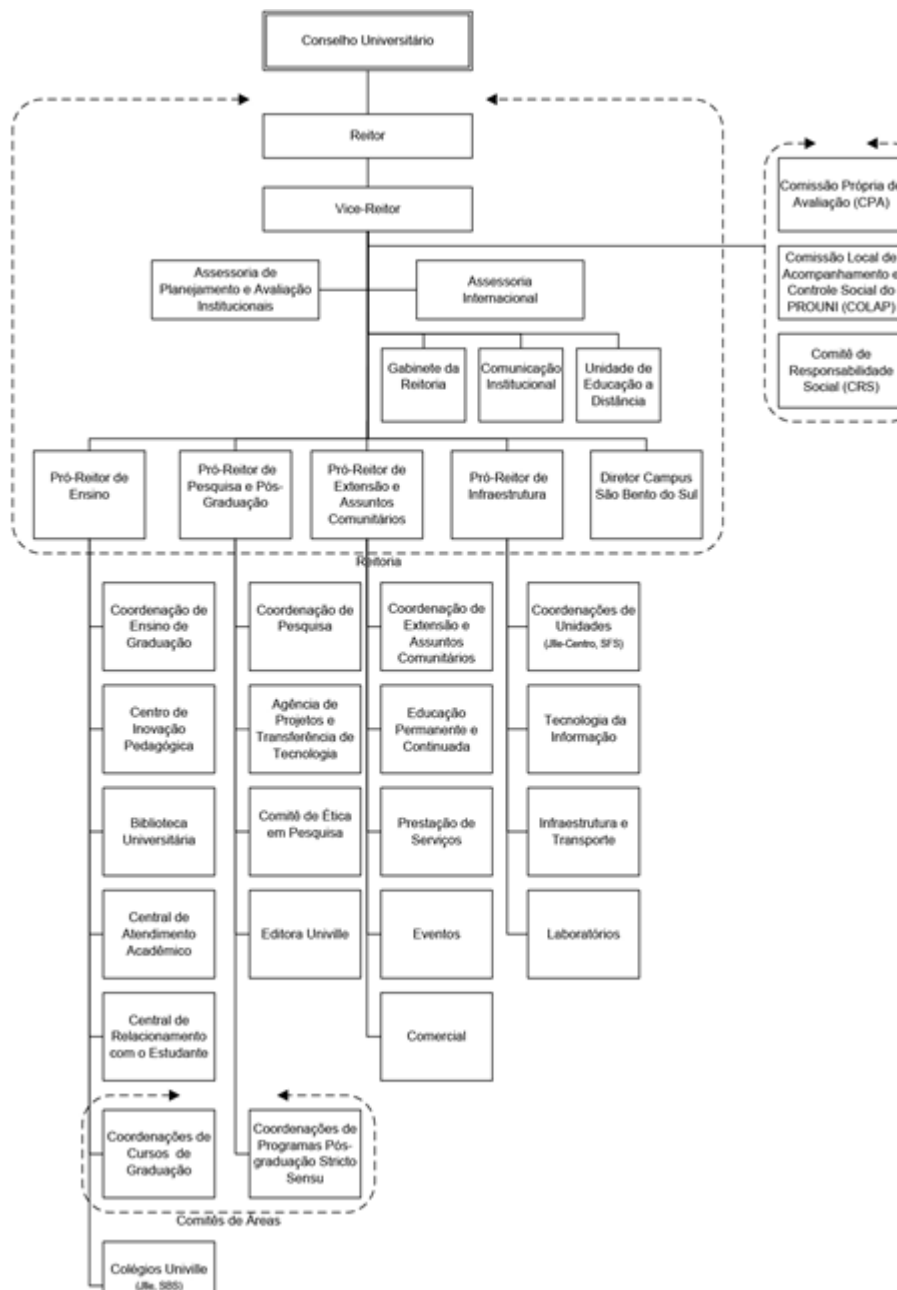 Conselho Universitário
Reitor
Vice-Reitor
Assessoria de
Planejamento e Avaliação
Institucionais
Assessoria
Internacional
Comissão Própria de
Avaliação (CPA)
Comissão Local de
Acompanhamento e
Controle Social do
PROUNI (COLAP)
Comitê de
Responsabilidade
Social (CRS)
Gabinete da
Reitoria
Comunicação
Institucional
Unidade de
Educação a
Distância
Pró-Reitor de
Ensino
Pró-Reitor de
Pesquisa e Pós-
Graduação
Pró-Reitor de
Extensão e
Assuntos
Comunitários
Pró-Reitor de
Infraestrutura
Diretor Campus
São Bento do Sul
Reitoria
Coordenação de
Ensino de
Graduação
Coordenação de
Pesquisa
Coordenação de
Extensão e
Assuntos
Comunitários
Coordenações de
Unidades
(Jlle-Centro, SFS)
Centro de
Inovação
Pedagógica
Agência de
Projetos e
Transferência de
Tecnologia
Educação
Permanente e
Continuada
Tecnologia da
Informação
Biblioteca
Universitária
Comitê de Ética
em Pesquisa
Prestação de
Serviços
Infraestrutura e
Transporte
Central de
Atendimento
Acadêmico
Editora Univille
Eventos
Laboratórios
Central de
Relacionamento
com o Estudante
Comercial
Coordenações de
Cursos de
Graduação
Coordenações de
Programas Pós-
graduação Stricto
Sensu
Comitês de Áreas
Colégios Univille
(Jlle, SBS)